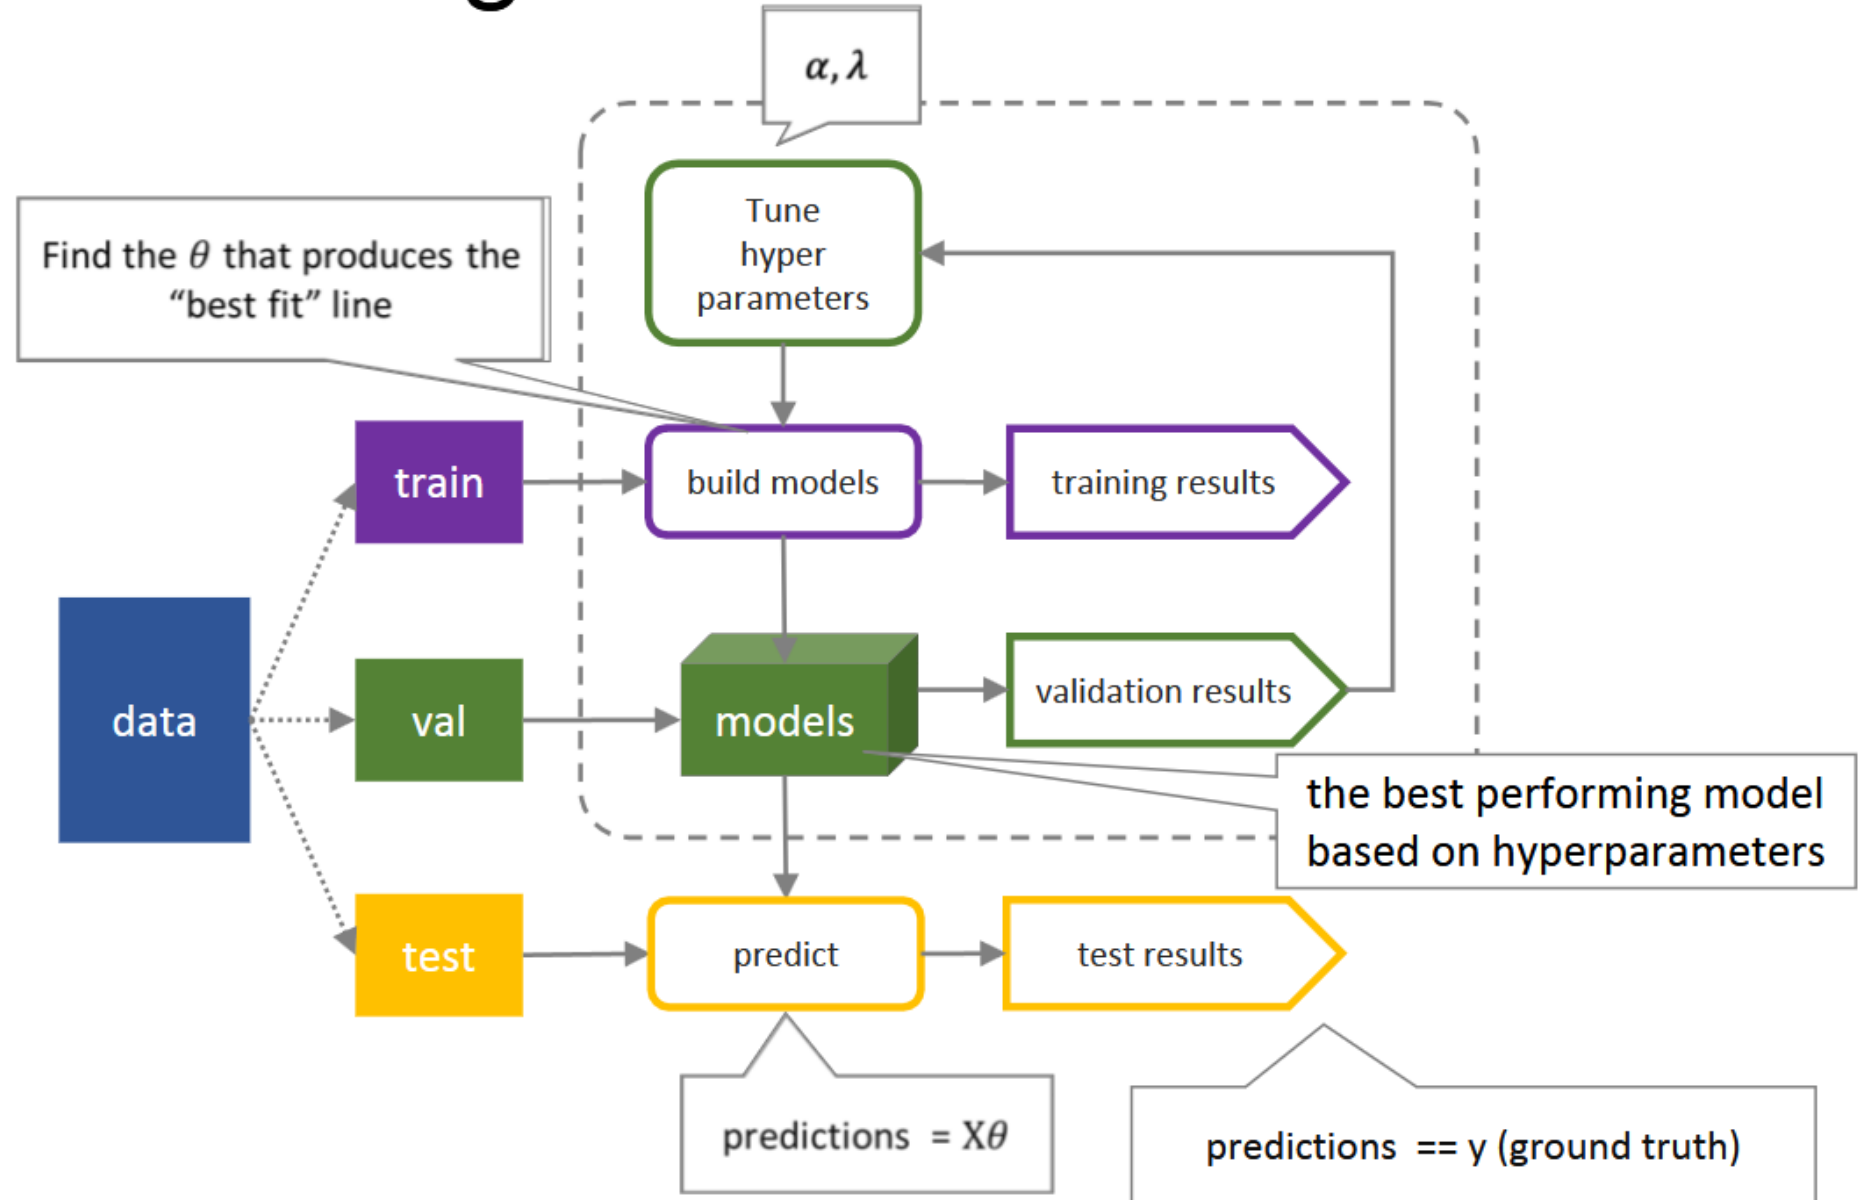 α, λ
Tune
hyper
parameters
Find the θ that produces the
“best fit” line
train
build models
training results
data
val
models
validation results
the best performing model
based on hyperparameters
test
predict
test results
predictions = Xθ
predictions == y (ground truth)